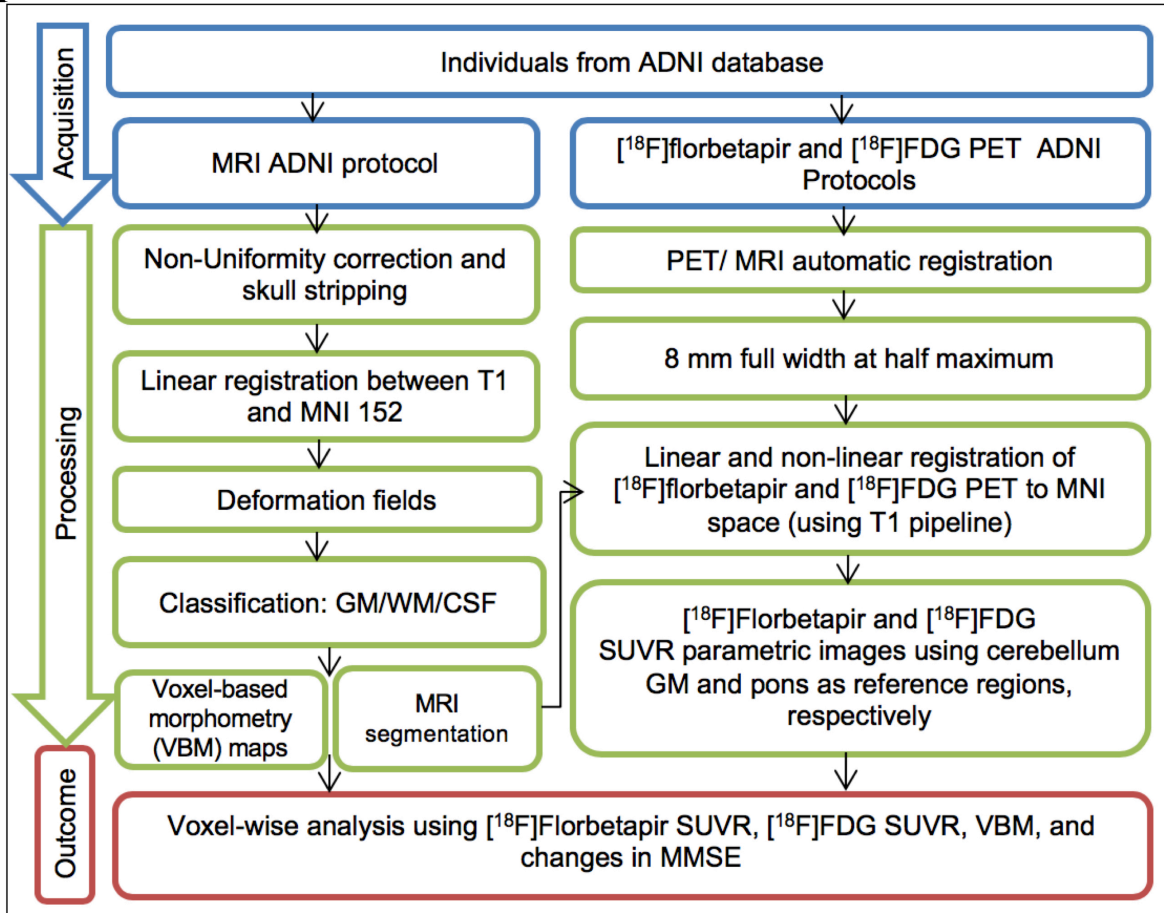 Acquisition
Individuals from ADNI database
MRI ADNI protocol
[¹⁸F]florbetapir and [¹⁸F]FDG PET ADNI
Protocols
Processing
Non-Uniformity correction and
skull stripping
Linear registration between T1
and MNI 152
Deformation fields
Classification: GM/WM/CSF
Voxel-based
morphometry
(VBM) maps
MRI
segmentation
PET/ MRI automatic registration
8 mm full width at half maximum
Linear and non-linear registration of
[¹⁸F]florbetapir and [¹⁸F]FDG PET to MNI
space (using T1 pipeline)
[¹⁸F]Florbetapir and [¹⁸F]FDG
SUVR parametric images using cerebellum
GM and pons as reference regions,
respectively
Outcome
Voxel-wise analysis using [¹⁸F]Florbetapir SUVR, [¹⁸F]FDG SUVR, VBM, and
changes in MMSE